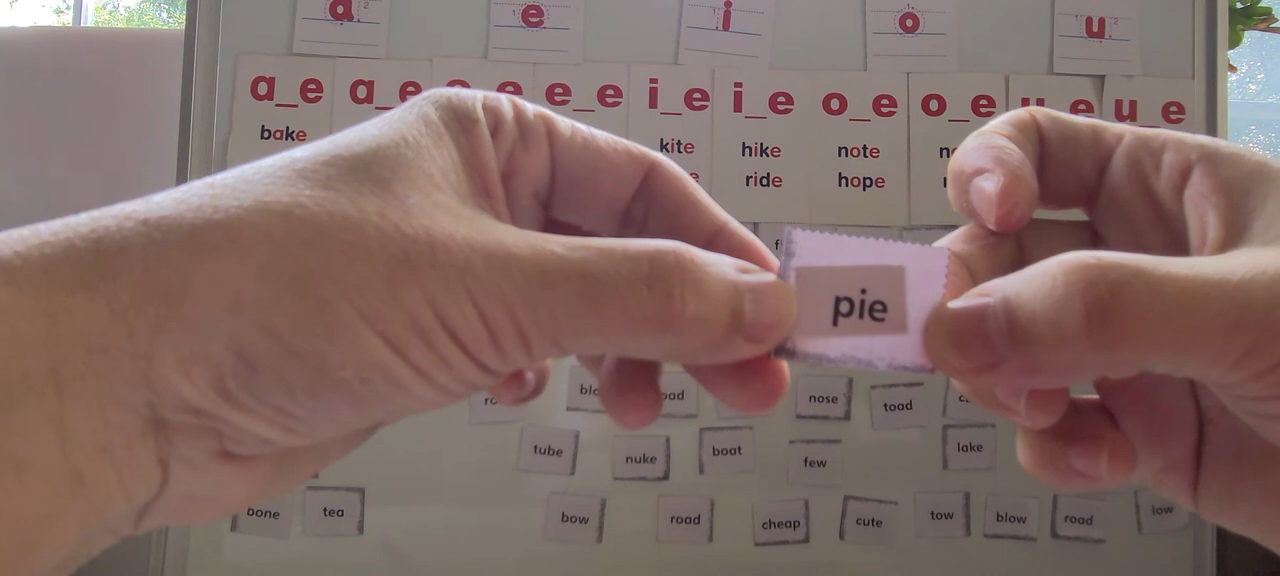 a e i o u
a_e a_e e_e i_e i_e o_e o_e u_e u_e
bake kite hike note
ride hope
pie
nose toad
tube nuke boat few lake
bone tea bow road cheap cute tow blow road low